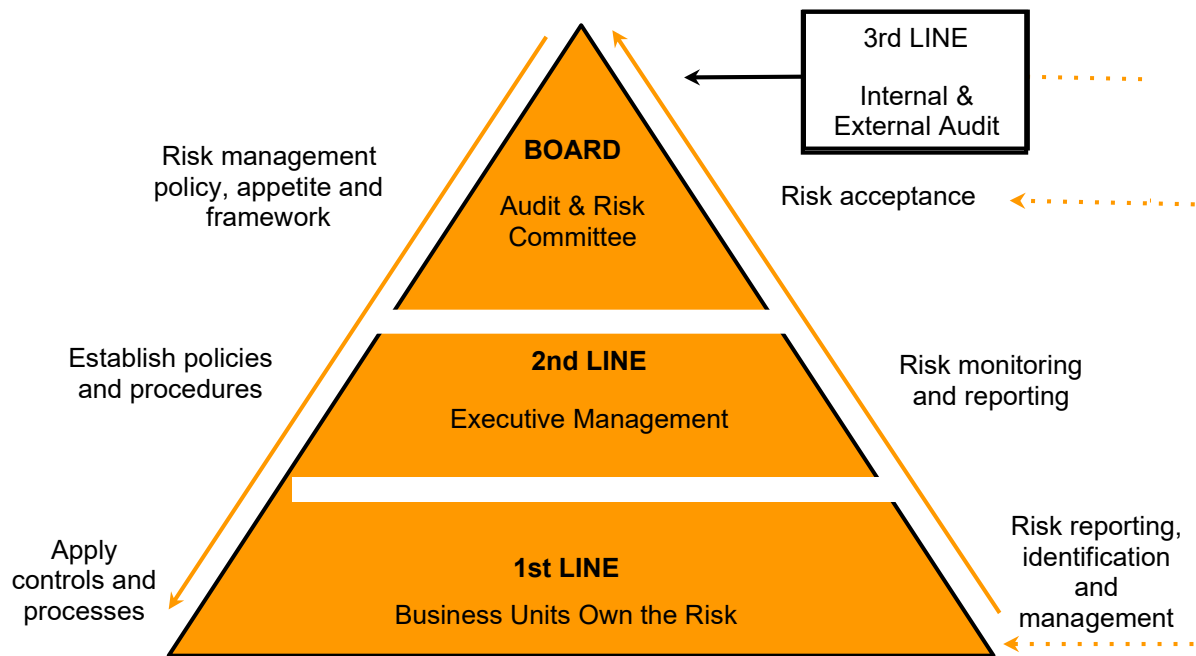 3rd LINE
Internal &
External Audit
BOARD
Audit & Risk
Committee
Risk management
policy, appetite and
framework
Risk acceptance
Establish policies
and procedures
2nd LINE
Executive Management
Risk monitoring
and reporting
Apply
controls and
processes
1st LINE
Business Units Own the Risk
Risk reporting,
identification
and
management